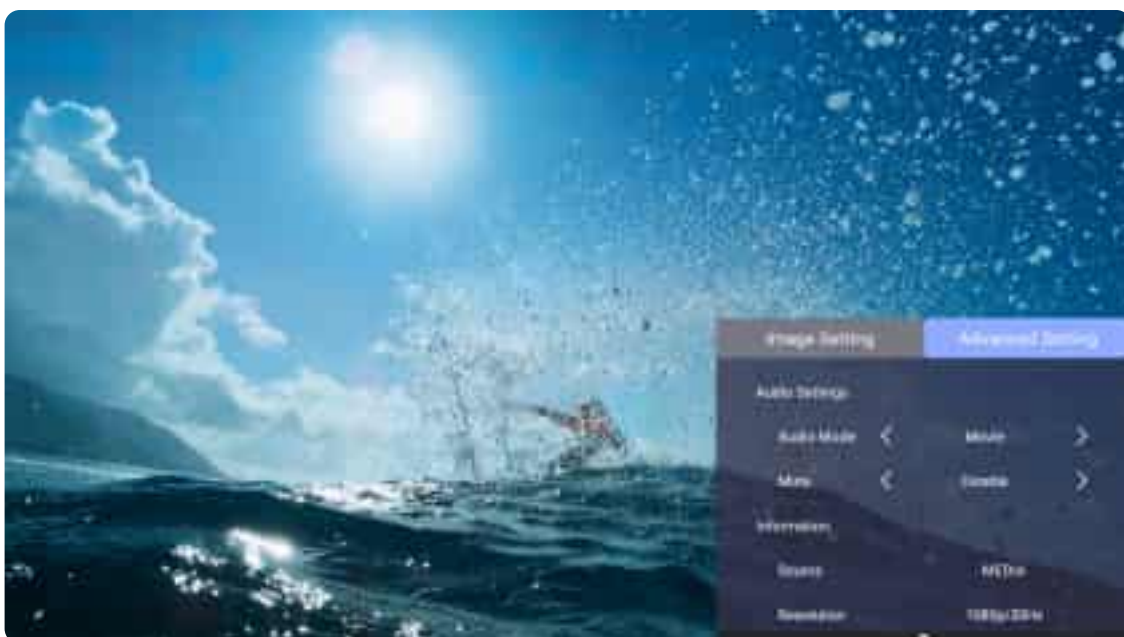 Image Setting Advanced Setting
Audio Settings
Audio Mode < Movie >
Mute < >
Information
Source
Resolution